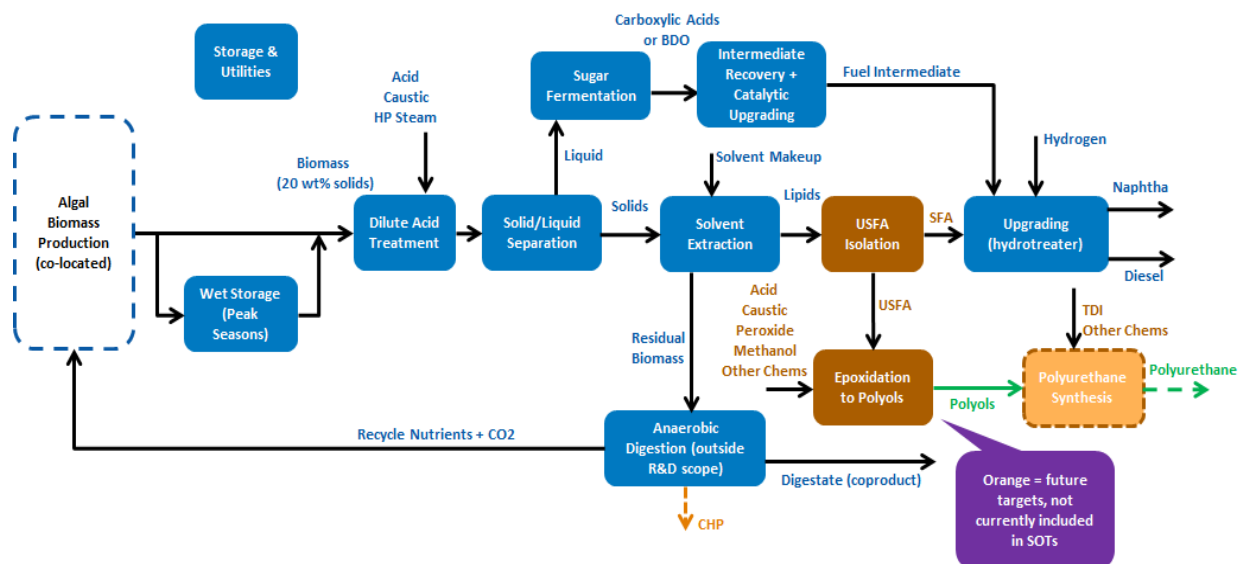 Storage &
Utilities
Acid
Caustic
HP Steam
Carboxylic Acids
or BDO
Sugar
Fermentation
Intermediate
Recovery +
Catalytic
Upgrading
Fuel Intermediate
Hydrogen
Liquid
Solvent Makeup
Biomass
(20 wt% solids)
Algal
Biomass
Production
(co-located)
Dilute Acid
Treatment
Solid/Liquid
Separation
Solids
Solvent
Extraction
Lipids
USFA
Isolation
SFA
Upgrading
(hydrotreater)
Naphtha
Diesel
Wet Storage
(Peak
Seasons)
Residual
Biomass
Acid
Caustic
Peroxide
Methanol
Other Chems
USFA
TDI
Other Chems
Epoxidation
to Polyols
Polyols
Polyurethane
Synthesis
Polyurethane
Recycle Nutrients + CO2
Anaerobic
Digestion (outside
R&D scope)
Digestate (coproduct)
CHP
Orange = future
targets, not
currently included
in SOTs